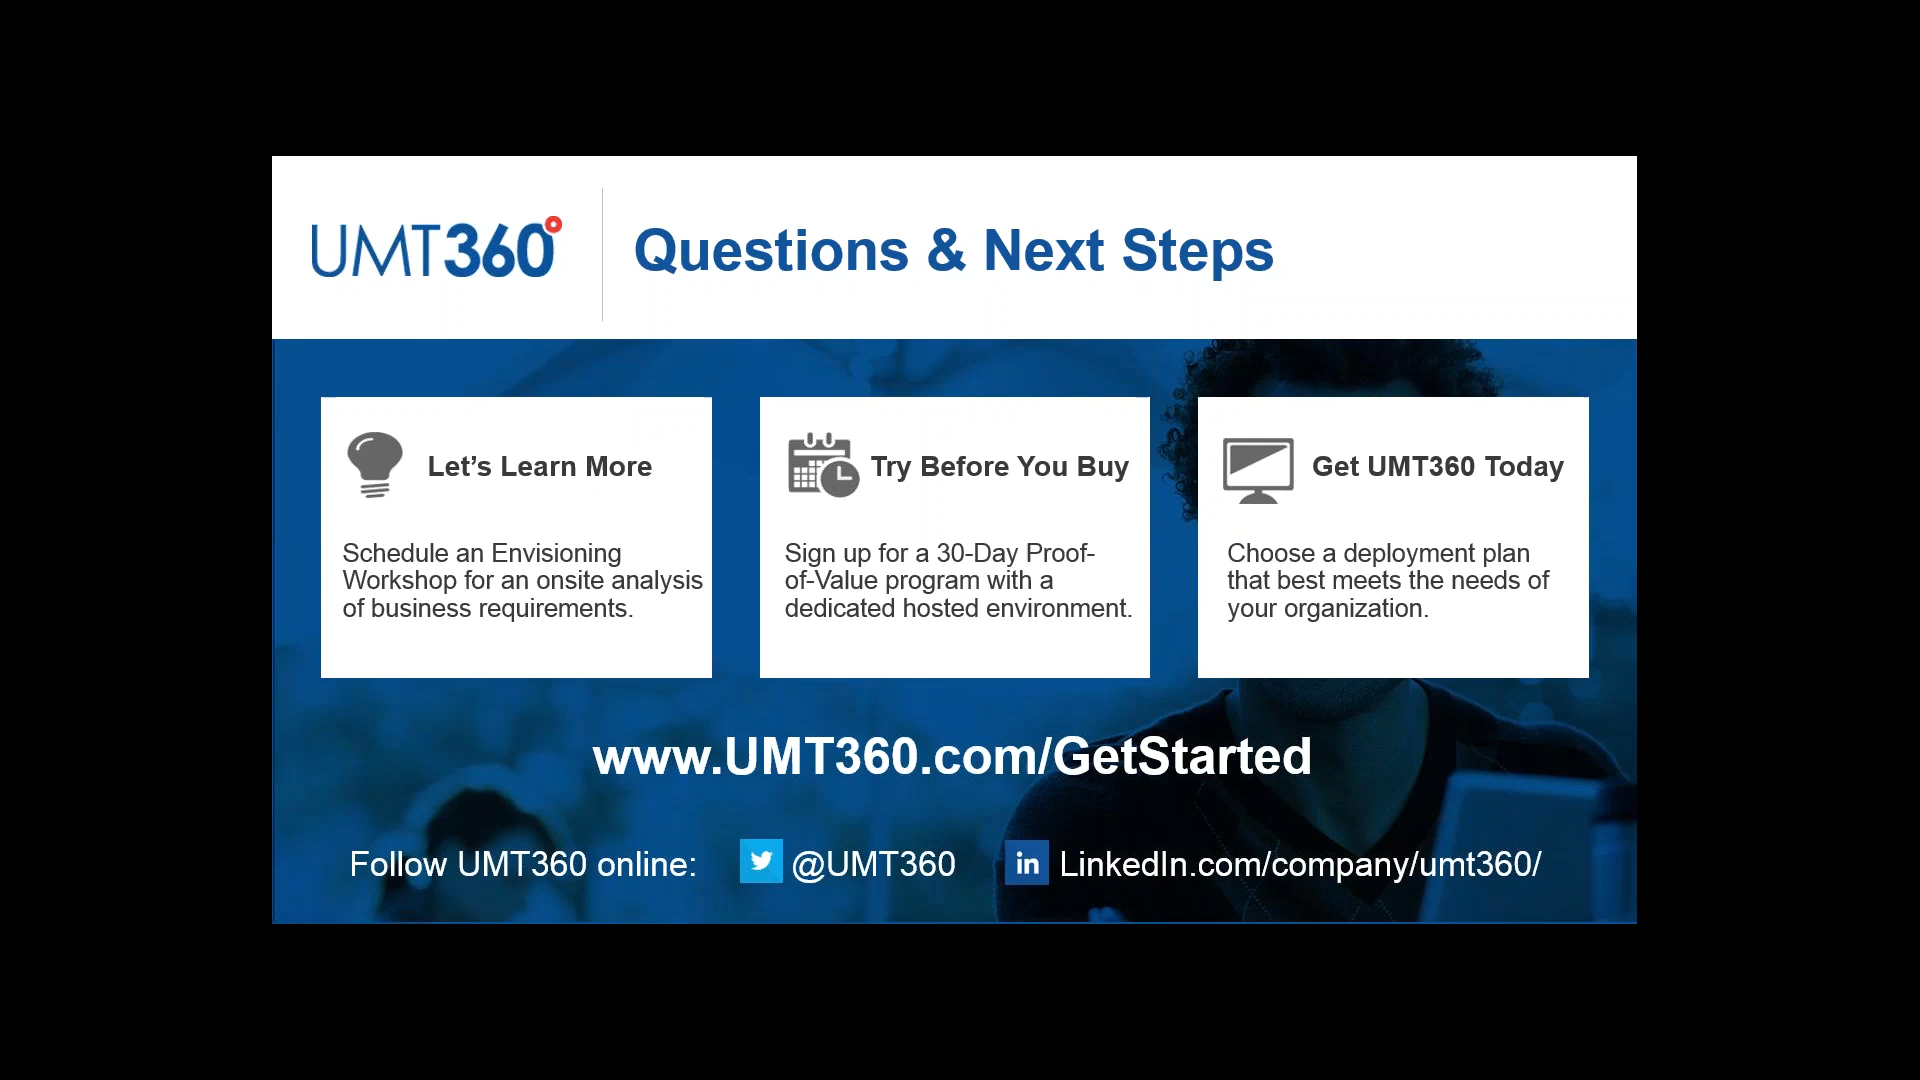 UMT360
Questions & Next Steps
Let’s Learn More
Schedule an Envisioning
Workshop for an onsite analysis
of business requirements.
Try Before You Buy
Sign up for a 30-Day Proof-
of-Value program with a
dedicated hosted environment.
Get UMT360 Today
Choose a deployment plan
that best meets the needs of
your organization.
www.UMT360.com/GetStarted
Follow UMT360 online: @UMT360 in LinkedIn.com/company/umt360/